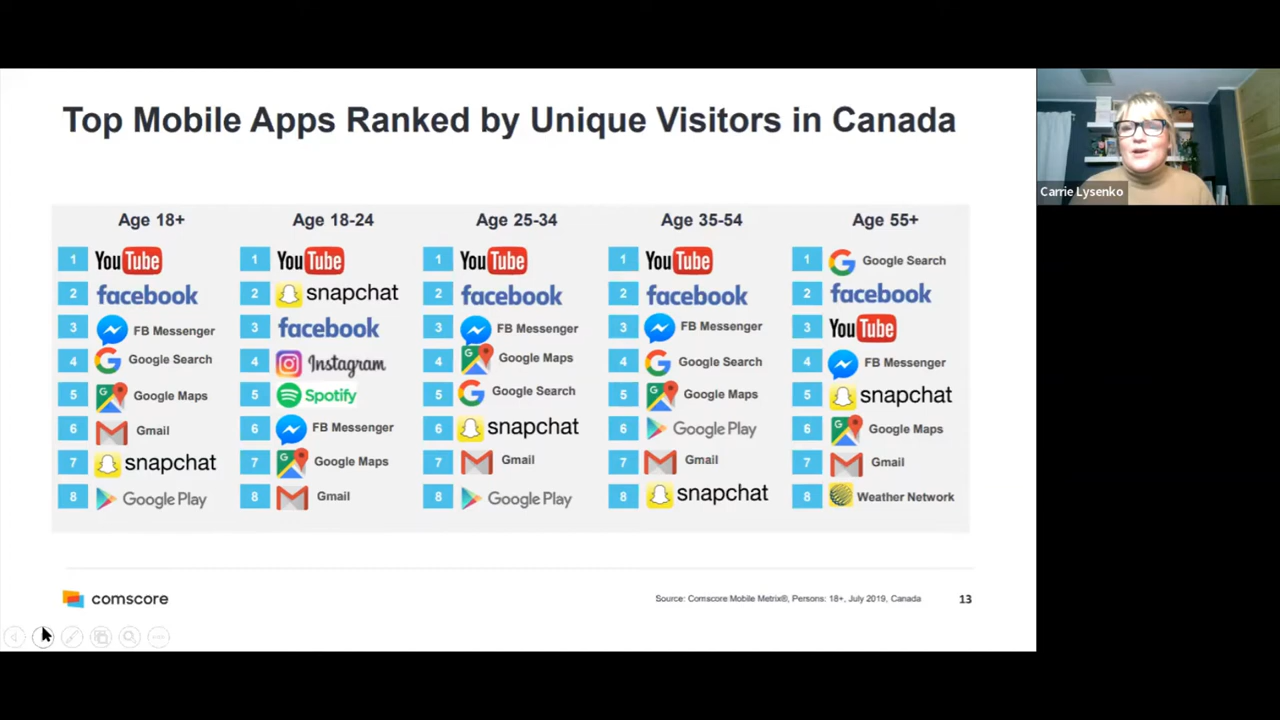 Top Mobile Apps Ranked by Unique Visitors in Canada
Carrie Lysenko
Age 18+
1 YouTube
2 facebook
3 FB Messenger
4 Google Search
5 Google Maps
6 Gmail
7 snapchat
8 Google Play
Age 18-24
1 YouTube
2 snapchat
3 facebook
4 Instagram
5 Spotify
6 FB Messenger
7 Google Maps
8 Gmail
Age 25-34
1 YouTube
2 facebook
3 FB Messenger
4 Google Maps
5 Google Search
6 snapchat
7 Gmail
8 Google Play
Age 35-54
1 YouTube
2 facebook
3 FB Messenger
4 Google Search
5 Google Maps
6 Google Play
7 Gmail
8 snapchat
Age 55+
1 Google Search
2 facebook
3 YouTube
4 FB Messenger
5 snapchat
6 Google Maps
7 Gmail
8 Weather Network
comscore
Source: Comscore Mobile Metrix®, Persons: 18+, July 2019, Canada
13